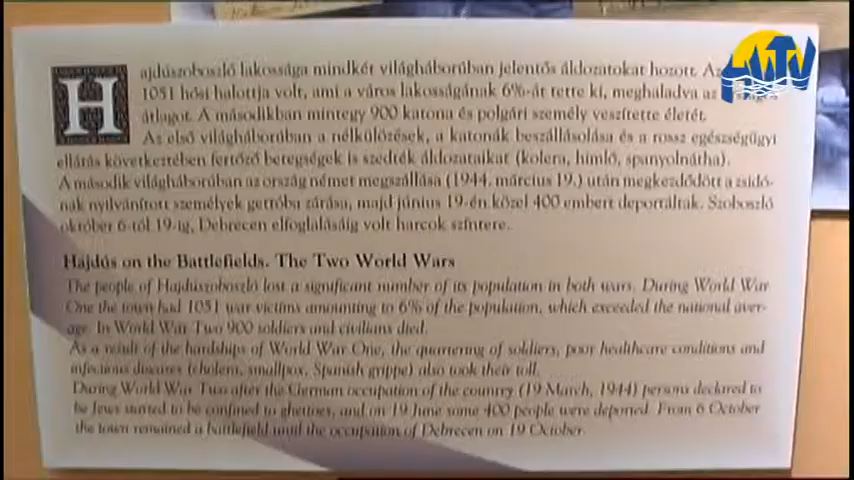 Hajdúszoboszló lakossága mindkét világháborúban jelentős áldozatokat hozott. Az
1051 hősi halottja volt, ami a város lakosságának 6%-át tette ki, meghaladva az
átlagot. A másodikban mintegy 900 katona és polgári személy veszítette életét.
Az első világháborúban a nélkülözések, a katonák beszállásolása és a rossz egészségügyi
ellátás következtében fertőző betegségek is szedték áldozataikat (kolera, himlő, spanyolnátha).
A második világháborúban az ország német megszállása (1944. március 19.) után megkezdődött a zsidó-
nak nyilvánított személyek gettóba zárása, majd június 19-én közel 400 embert deportáltak. Szoboszló
október 6-tól 19-ig, Debrecen elfoglalásáig volt harcok színtere.
Hajdús on the Battlefields. The Two World Wars
The people of Hajdúszoboszló lost a significant number of its population in both wars. During World War
One the town had 1051 war victims amounting to 6% of the population, which exceeded the national aver-
age. In World War Two 900 soldiers and civilians died.
As a result of the hardships of World War One, the quartering of soldiers, poor healthcare conditions and
infectious diseases (cholera, smallpox, Spanish grippe) also took their toll.
During World War Two after the German occupation of the country (19 March, 1944) persons declared to
be Jews started to be confined to ghettoes, and on 19 June some 400 people were deported. From 6 October
the town remained a battlefield until the occupation of Debrecen on 19 October.